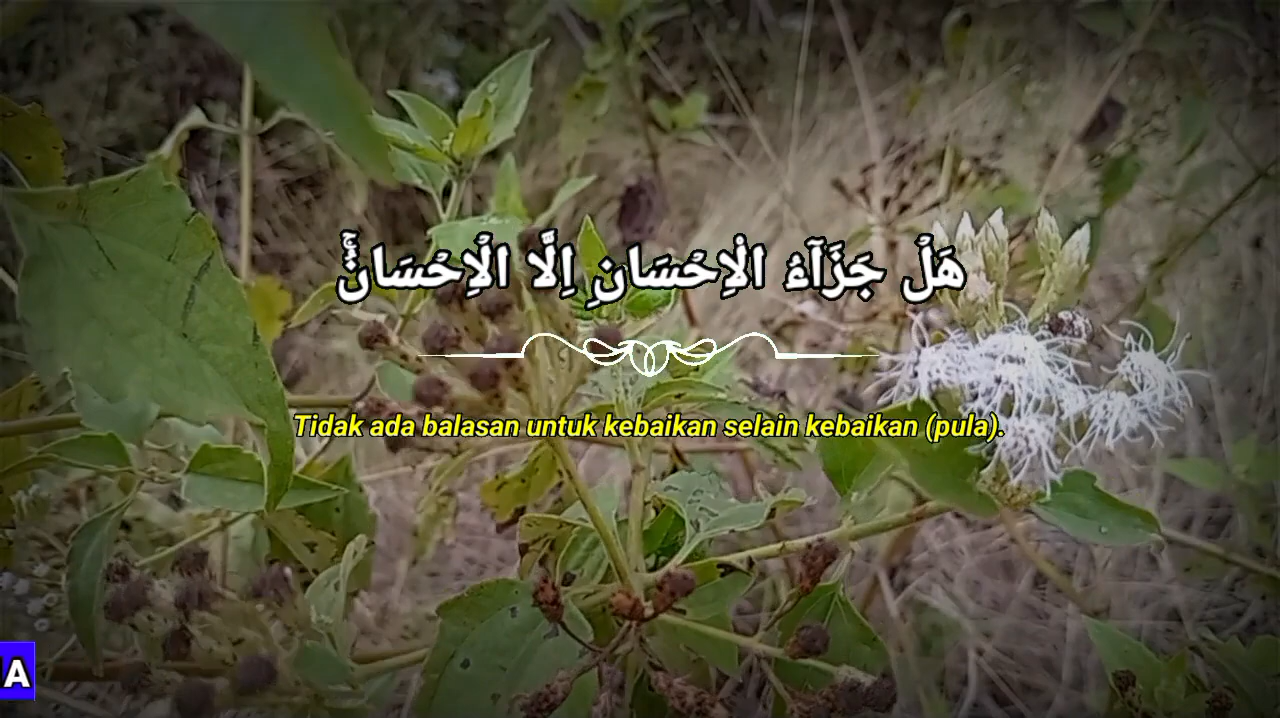 هَلْ جَزَآءُ الْاِحْسَانِ اِلَّا الْاِحْسَانُۚ
Tidak ada balasan untuk kebaikan selain kebaikan (pula).
A